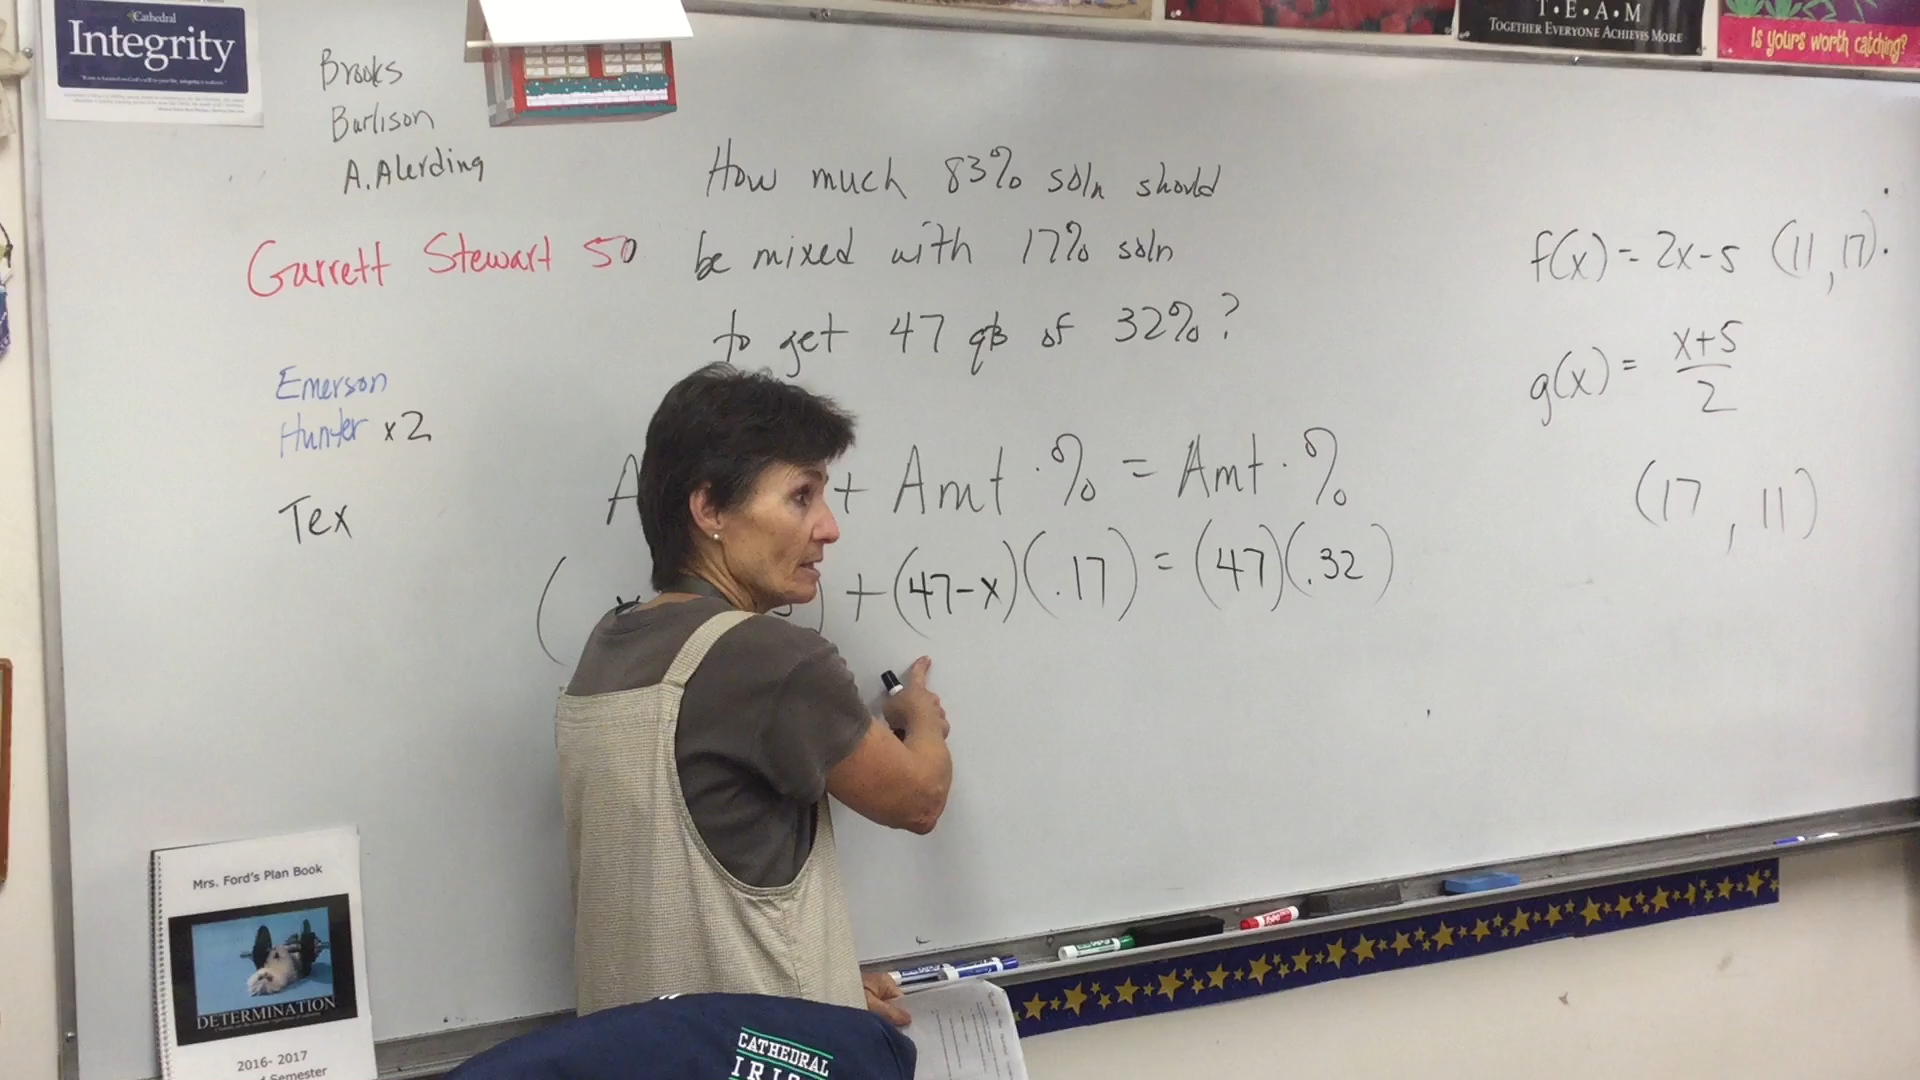 Cathedral
Integrity
Brooks
Burlison
A. Alerding
Garrett Stewart 50
Emerson
Hunter x2
Tex
How much 83% soln should
be mixed with 17% soln
to get 47 qts of 32%?
A + Amt · % = Amt · %
( ) + (47-x)(.17) = (47)(.32)
f(x) = 2x-5 (11, 17).
g(x) = x+5
2
(17, 11)
T•E•A•M
TOGETHER EVERYONE ACHIEVES MORE
Is yours worth catching?
Mrs. Ford's Plan Book
DETERMINATION
2016- 2017
Semester
CATHEDRAL